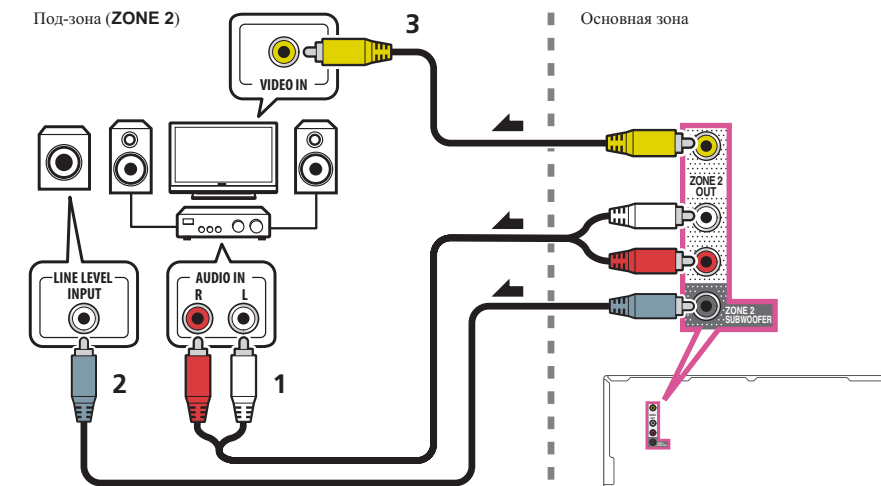 Под-зона (ZONE 2)
3
Основная зона
VIDEO IN
ZONE 2
OUT
LINE LEVEL
INPUT
AUDIO IN
R L
ZONE 2
SUBWOOFER
2
1